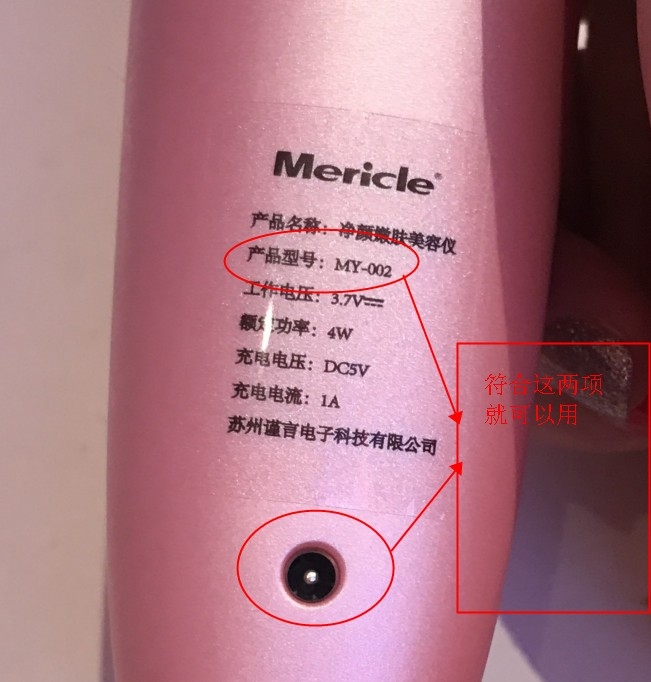 Mericle®
产品名称：净颜嫩肤美容仪
产品型号：MY-002
工作电压：3.7V⎓
额定功率：4W
充电电压：DC5V
充电电流：1A
苏州谨言电子科技有限公司
符合这两项
就可以用